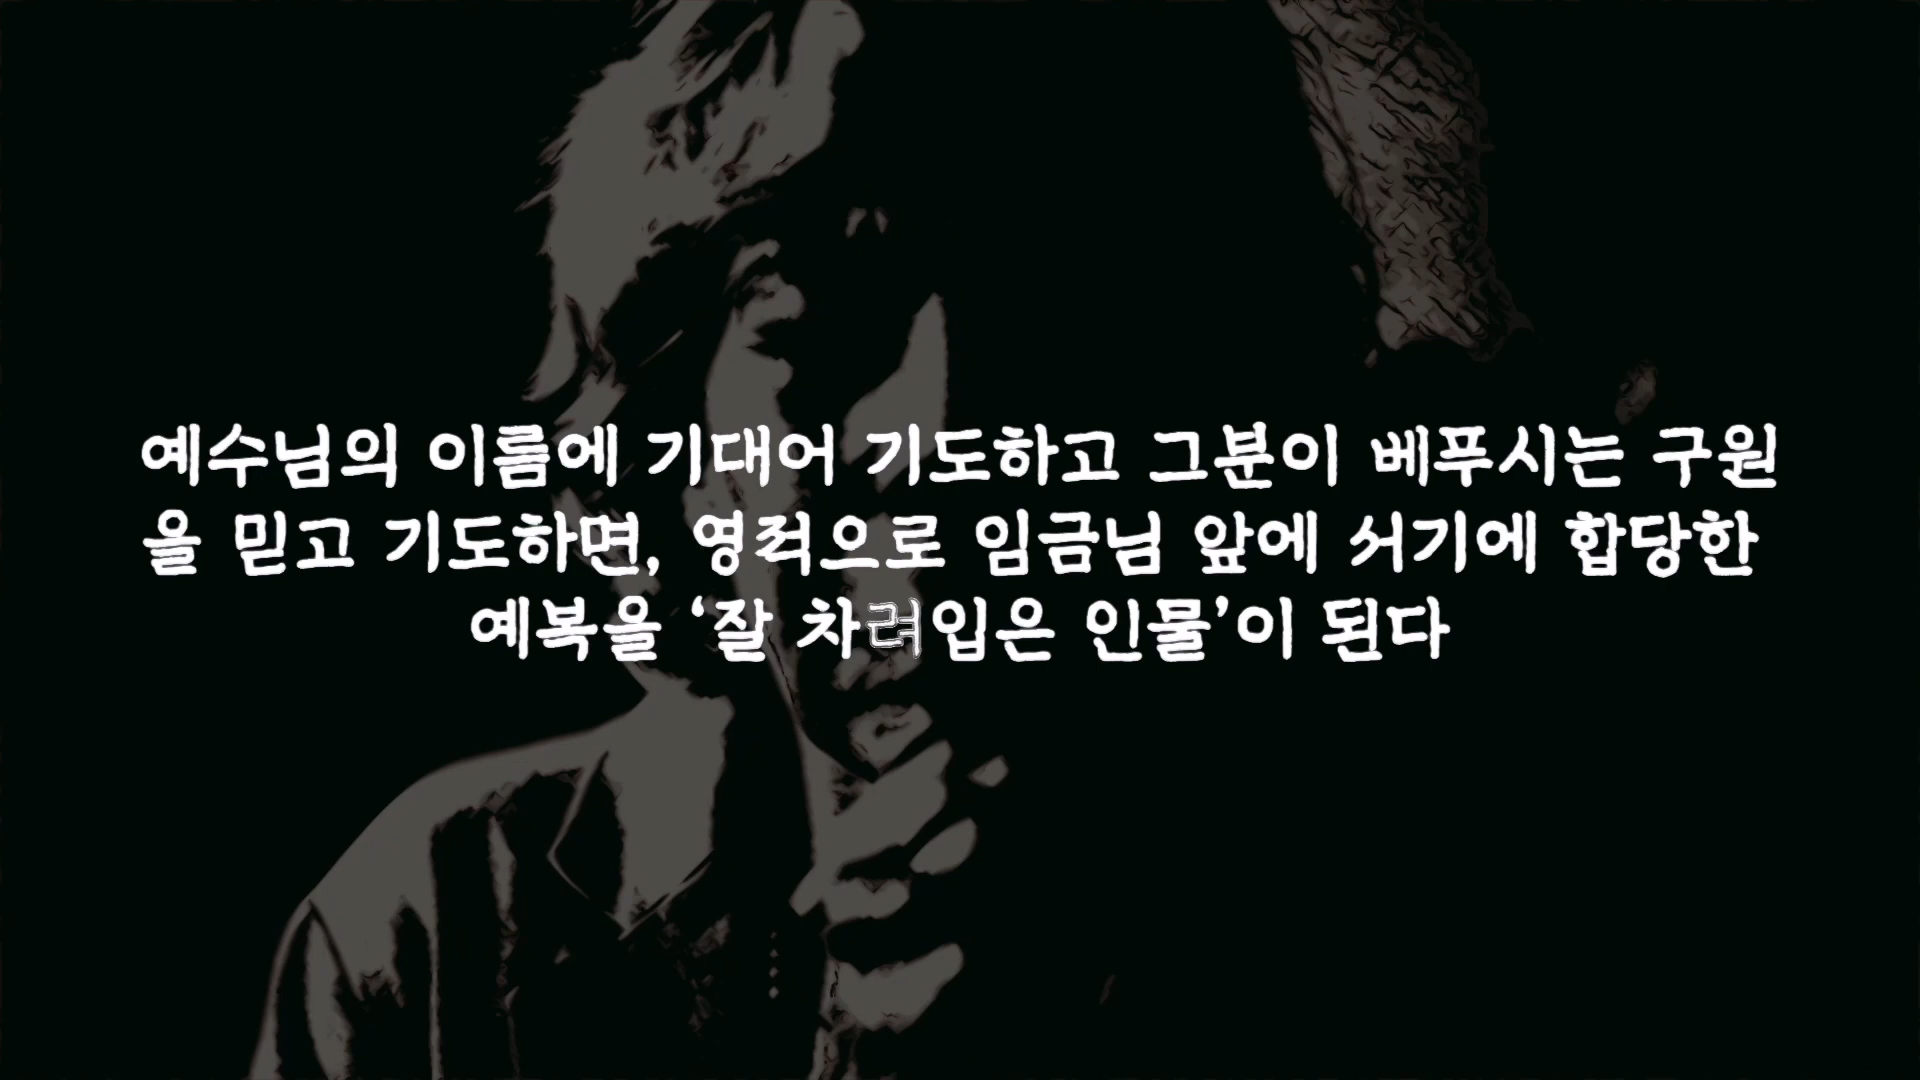 예수님의 이름에 기대어 기도하고 그분이 베푸시는 구원
을 믿고 기도하면, 영적으로 임금님 앞에 서기에 합당한
예복을 ‘잘 차려입은 인물’이 된다